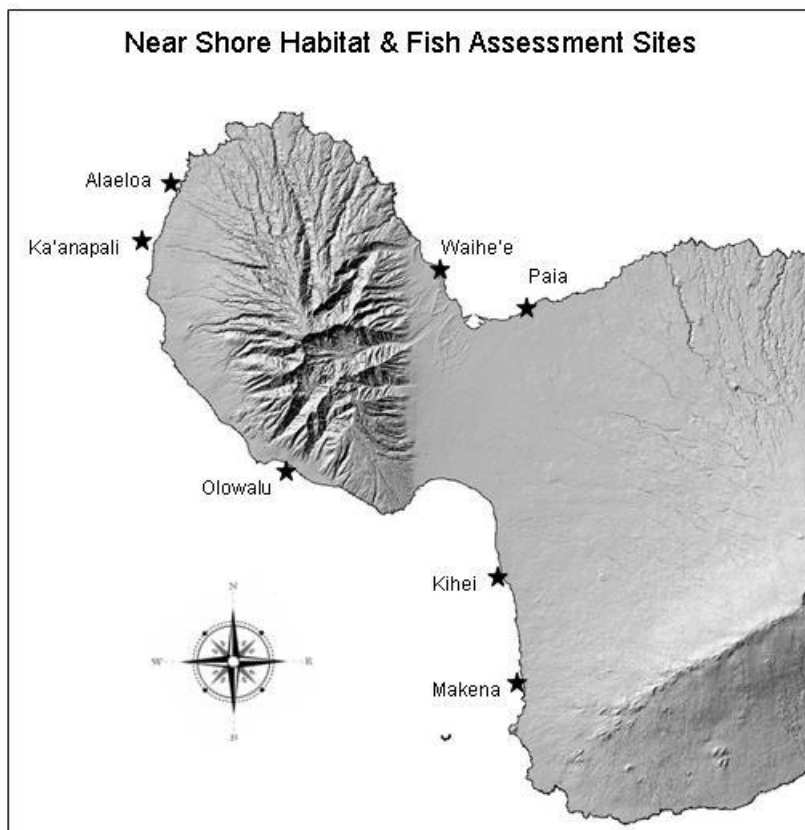 Near Shore Habitat & Fish Assessment Sites
Alaeloa
Ka'anapali
Waihe'e
Paia
Olowalu
Kihei
Makena
N
W
E
S